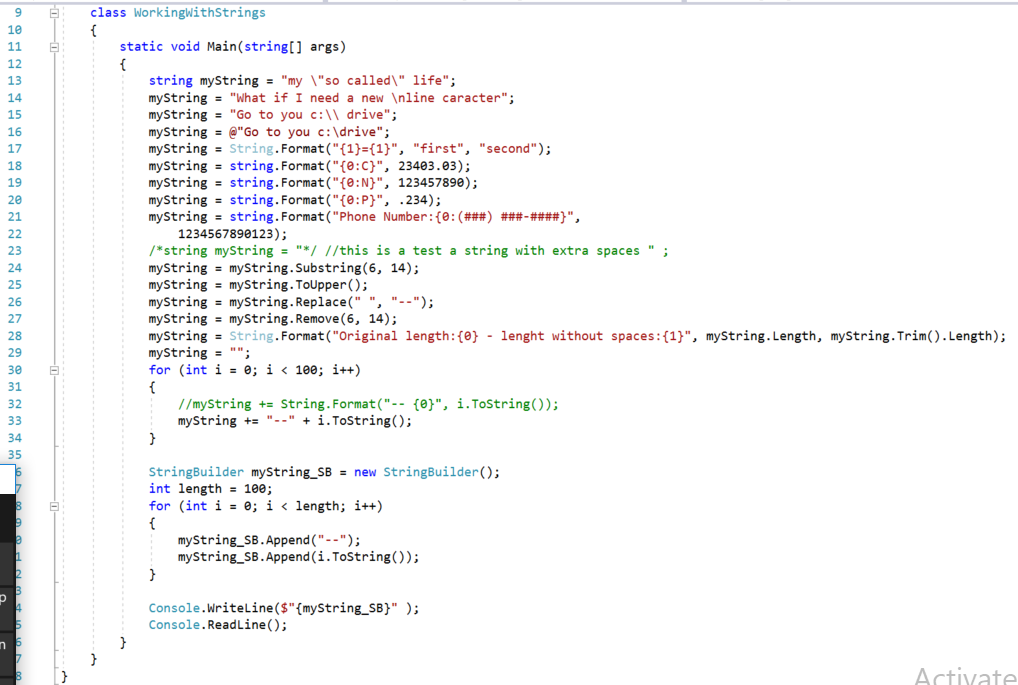 9 class WorkingWithStrings
10 {
11 static void Main(string[] args)
12 {
13 string myString = "my \"so called\" life";
14 myString = "What if I need a new \nline caracter";
15 myString = "Go to you c:\\ drive";
16 myString = @"Go to you c:\drive";
17 myString = String.Format("{1}={1}", "first", "second");
18 myString = string.Format("{0:C}", 23403.03);
19 myString = string.Format("{0:N}", 123457890);
20 myString = string.Format("{0:P}", .234);
21 myString = string.Format("Phone Number:{0:(###) ###-####}",
22 1234567890123);
23 /*string myString = "*/ //this is a test a string with extra spaces " ;
24 myString = myString.Substring(6, 14);
25 myString = myString.ToUpper();
26 myString = myString.Replace(" ", "--");
27 myString = myString.Remove(6, 14);
28 myString = String.Format("Original length:{0} - lenght without spaces:{1}", myString.Length, myString.Trim().Length);
29 myString = "";
30 for (int i = 0; i < 100; i++)
31 {
32 //myString += String.Format("-- {0}", i.ToString());
33 myString += "--" + i.ToString();
34 }
35
6 StringBuilder myString_SB = new StringBuilder();
7 int length = 100;
8 for (int i = 0; i < length; i++)
9 {
0 myString_SB.Append("--");
1 myString_SB.Append(i.ToString());
2 }
3
p 4 Console.WriteLine($"{myString_SB}" );
5 Console.ReadLine();
n 6 }
7 }
8 }
Activate